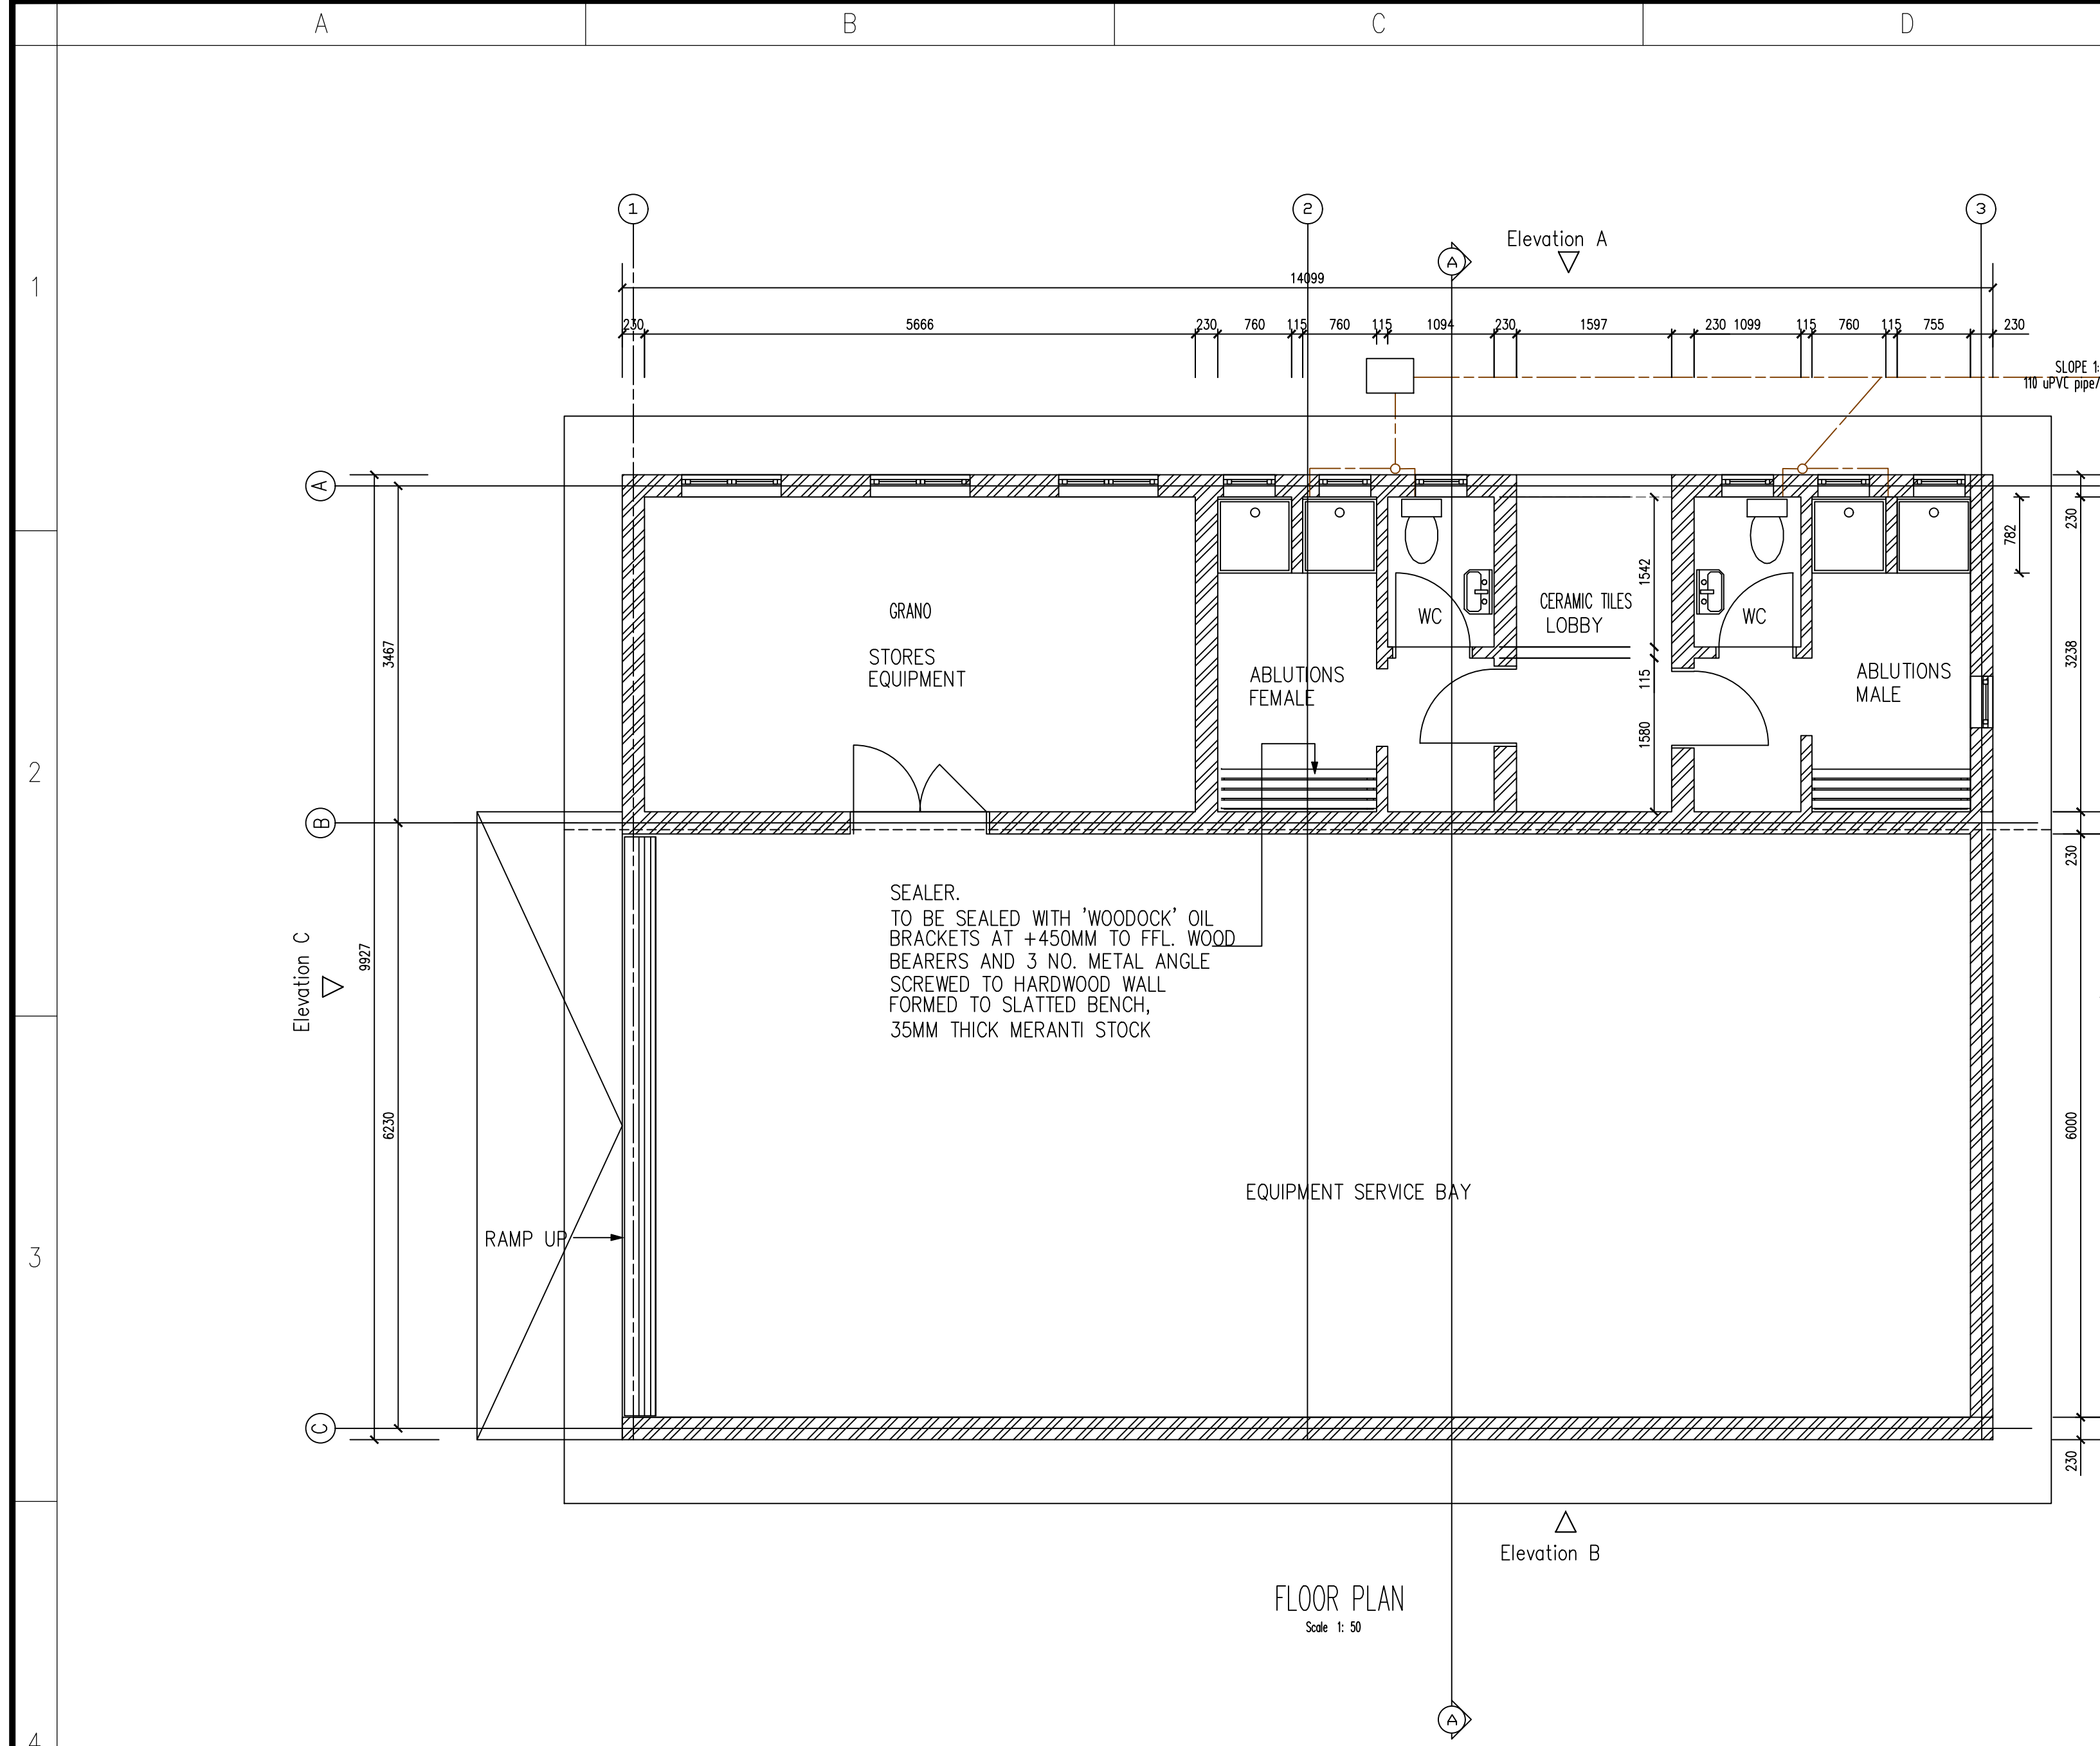 A B C D
1
2
3
4
1 2 3
Elevation A
A
14099
230 5666 230 760 115 760 115 1094 230 1597 230 1099 115 760 115 755 230
SLOPE 1:
110 uPVC pipe/
A
B
C
3467
9927
6230
Elevation C
GRANO
STORES
EQUIPMENT
ABLUTIONS
FEMALE
WC
CERAMIC TILES
LOBBY
1542
115
1580
WC
ABLUTIONS
MALE
782
230
3238
230
6000
230
SEALER.
TO BE SEALED WITH 'WOODOCK' OIL
BRACKETS AT +450MM TO FFL. WOOD
BEARERS AND 3 NO. METAL ANGLE
SCREWED TO HARDWOOD WALL
FORMED TO SLATTED BENCH,
35MM THICK MERANTI STOCK
EQUIPMENT SERVICE BAY
RAMP UP
Elevation B
FLOOR PLAN
Scale 1: 50
A